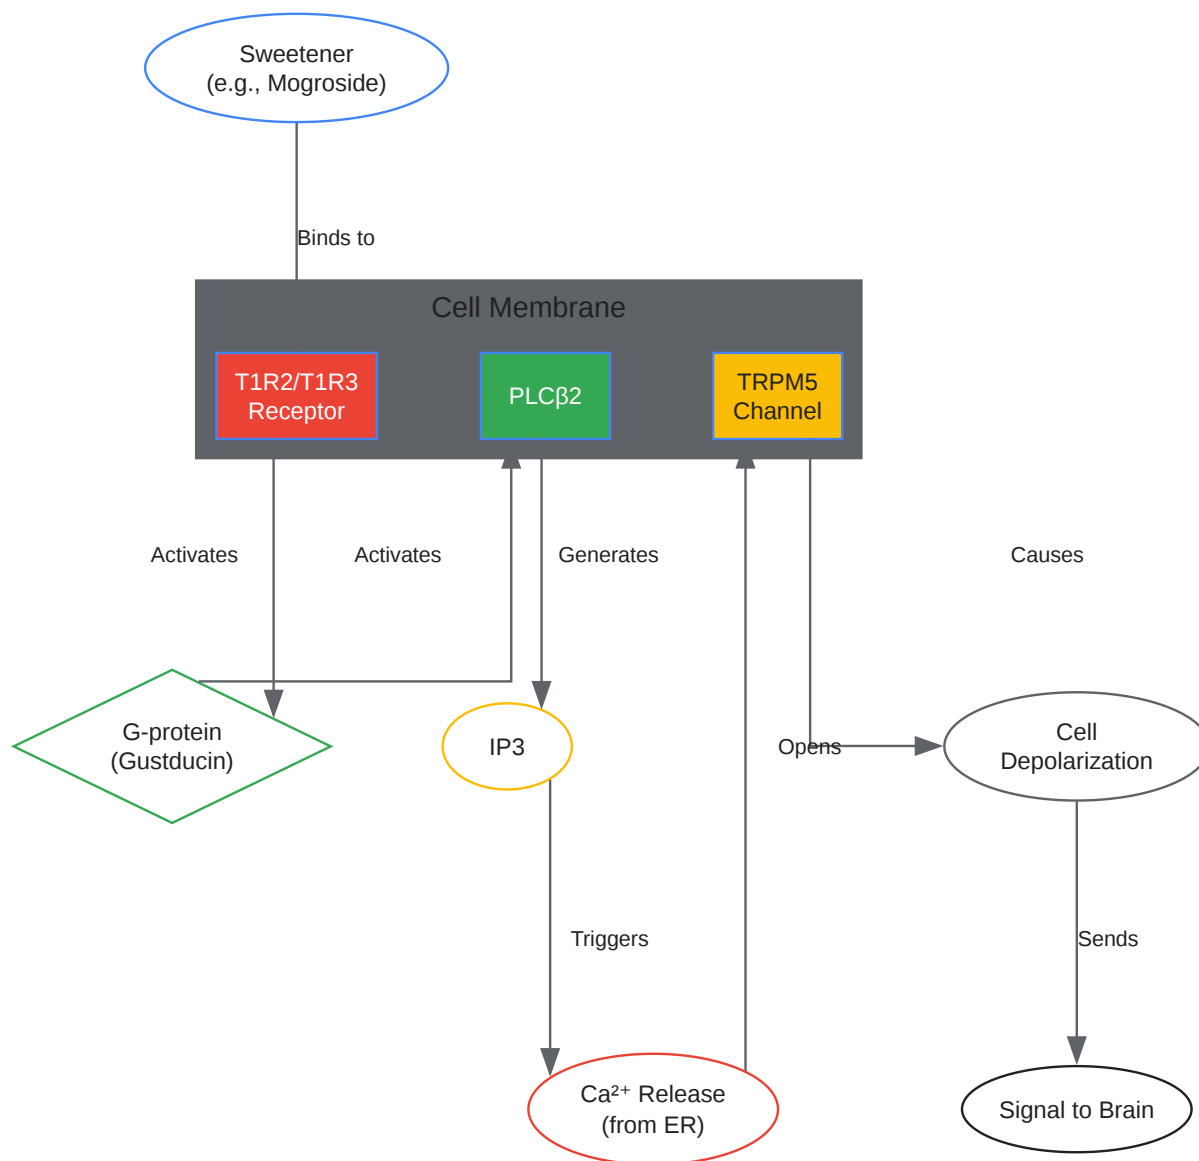 Sweetener
(e.g., Mogroside)
Binds to
Cell Membrane
T1R2/T1R3
Receptor
PLCβ2
TRPM5
Channel
Activates
Activates
Generates
Causes
G-protein
(Gustducin)
IP3
Opens
Cell
Depolarization
Triggers
Sends
Ca²⁺ Release
(from ER)
Signal to Brain